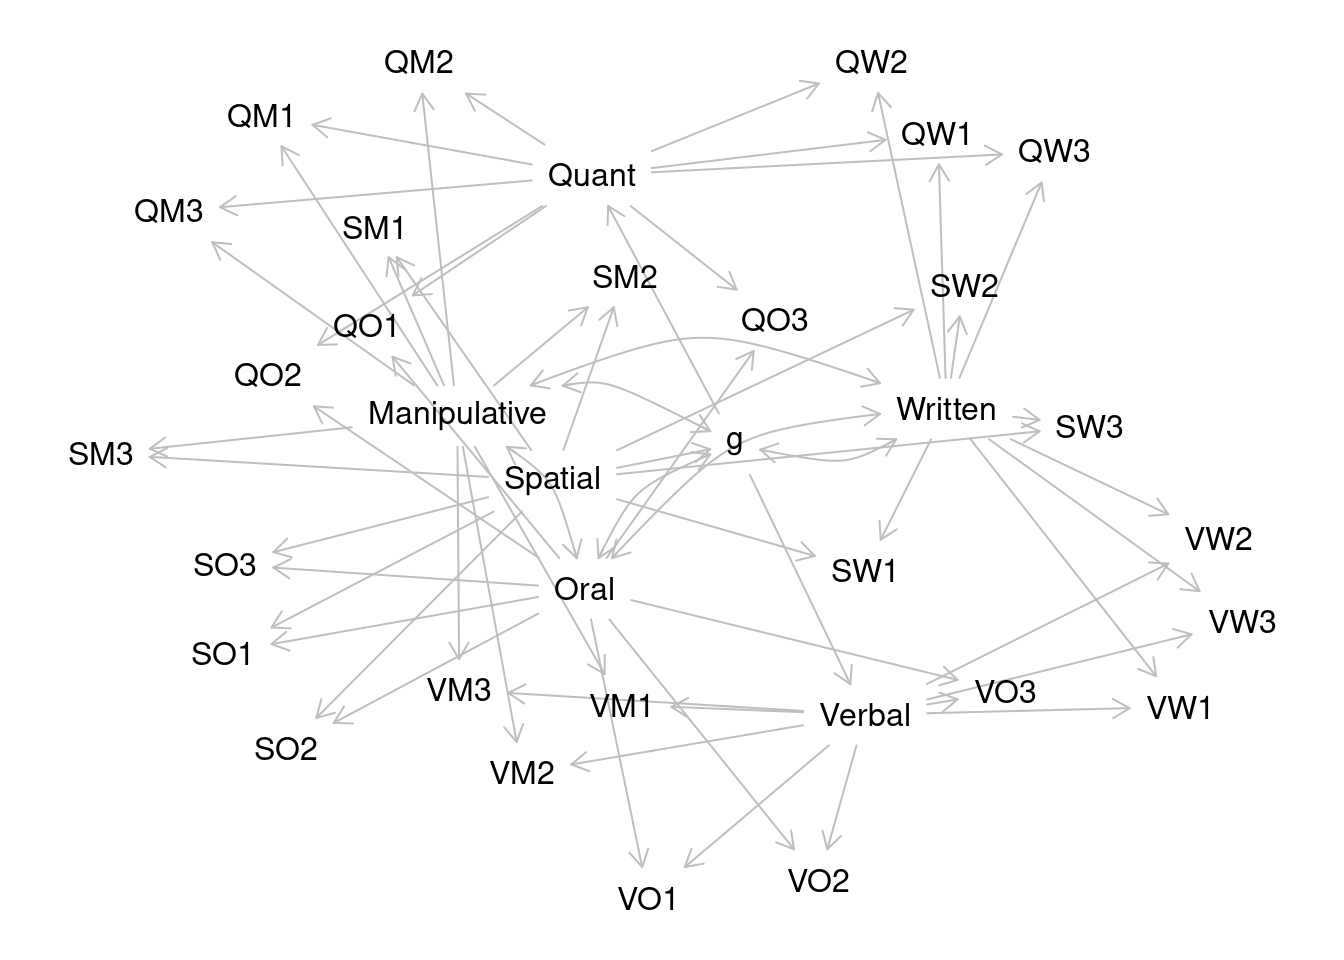 QM2
QW2
QM1
QW1
QW3
Quant
QM3
SM1
SM2
SW2
QO1
QO3
QO2
Manipulative
Written
SM3
g
SW3
Spatial
VW2
SO3
Oral
SW1
VW3
SO1
VM3
VM1
VO3
Verbal
VW1
SO2
VM2
VO2
VO1